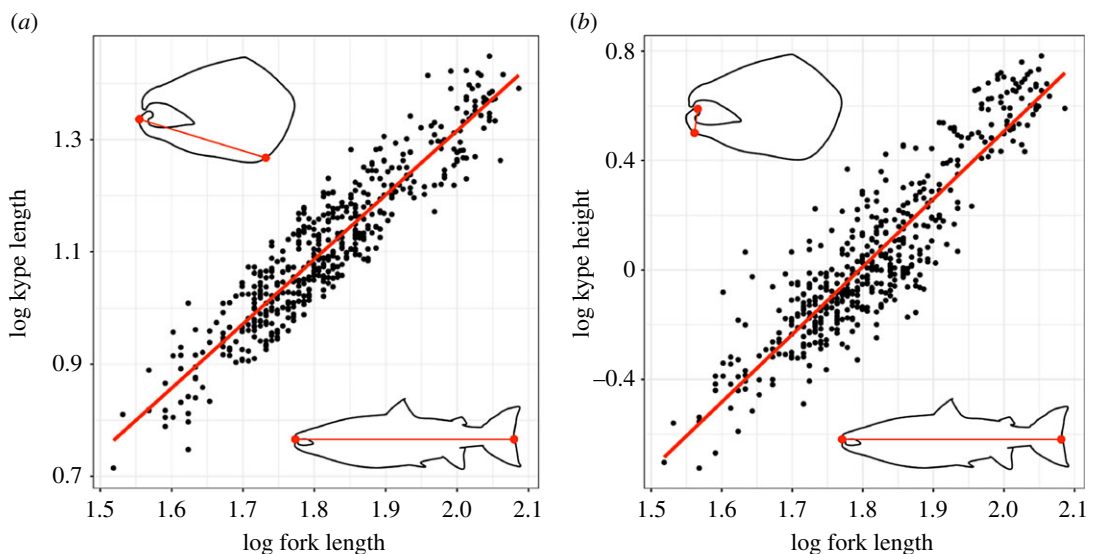 (a)
log kype length
1.3
1.1
0.9
0.7
1.5 1.6 1.7 1.8 1.9 2.0 2.1
log fork length
(b)
log kype height
0.8
0.4
0
–0.4
1.5 1.6 1.7 1.8 1.9 2.0 2.1
log fork length